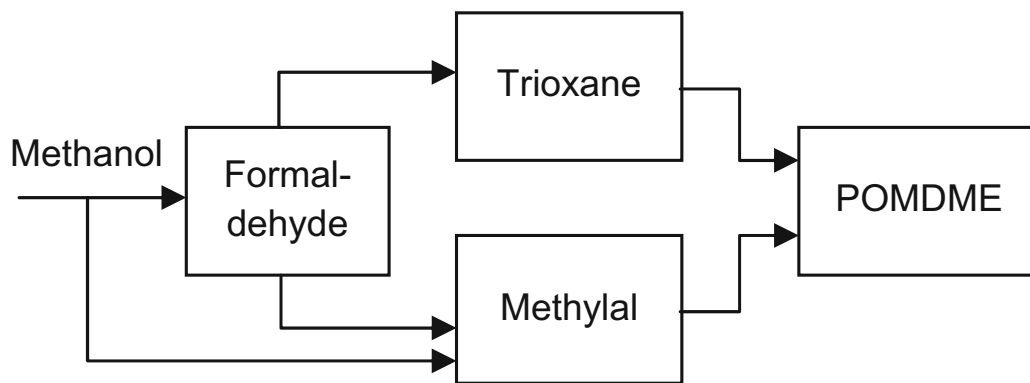 Methanol
Formal-
dehyde
Trioxane
Methylal
POMDME